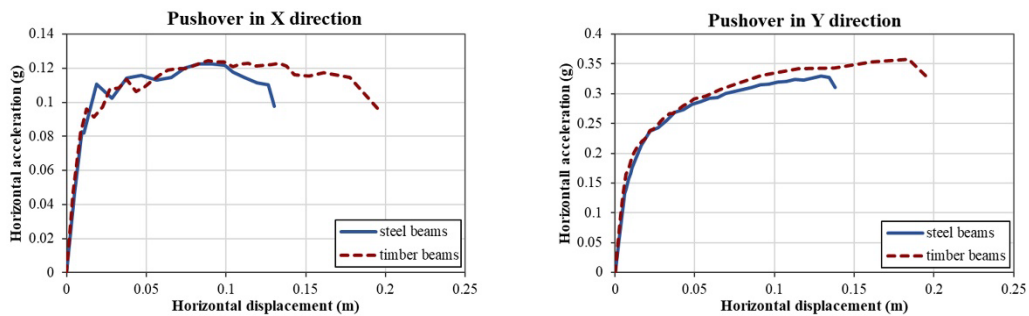 Pushover in X direction
0.14
0.12
0.1
0.08
0.06
0.04
0.02
0
Horizontal acceleration (g)
steel beams
timber beams
0 0.05 0.1 0.15 0.2 0.25
Horizontal displacement (m)
Pushover in Y direction
0.4
0.35
0.3
0.25
0.2
0.15
0.1
0.05
0
Horizontall acceleration (g)
steel beams
timber beams
0 0.05 0.1 0.15 0.2 0.25
Horizontal displacement (m)